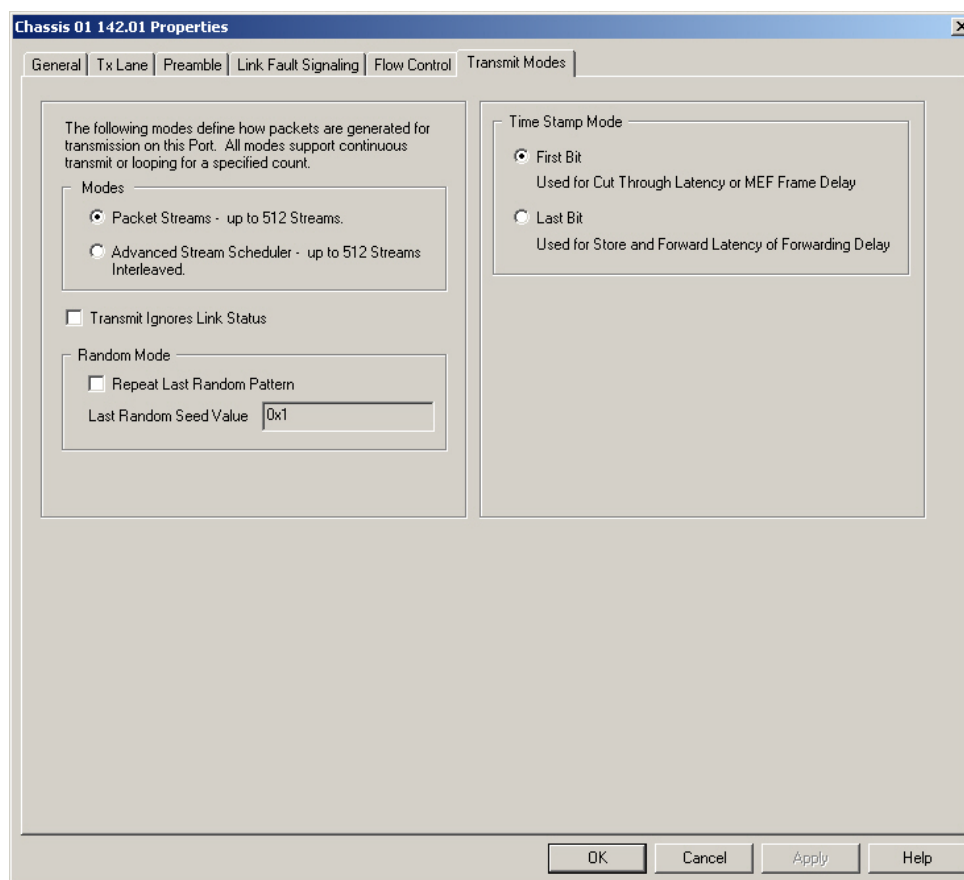 Chassis 01 142.01 Properties
General Tx Lane Preamble Link Fault Signaling Flow Control Transmit Modes
The following modes define how packets are generated for
transmission on this Port.  All modes support continuous
transmit or looping for a specified count.
Modes
Packet Streams -  up to 512 Streams.
Advanced Stream Scheduler -  up to 512 Streams
Interleaved.
Transmit Ignores Link Status
Random Mode
Repeat Last Random Pattern
Last Random Seed Value 0x1
Time Stamp Mode
First Bit
Used for Cut Through Latency or MEF Frame Delay
Last Bit
Used for Store and Forward Latency of Forwarding Delay
OK Cancel Apply Help